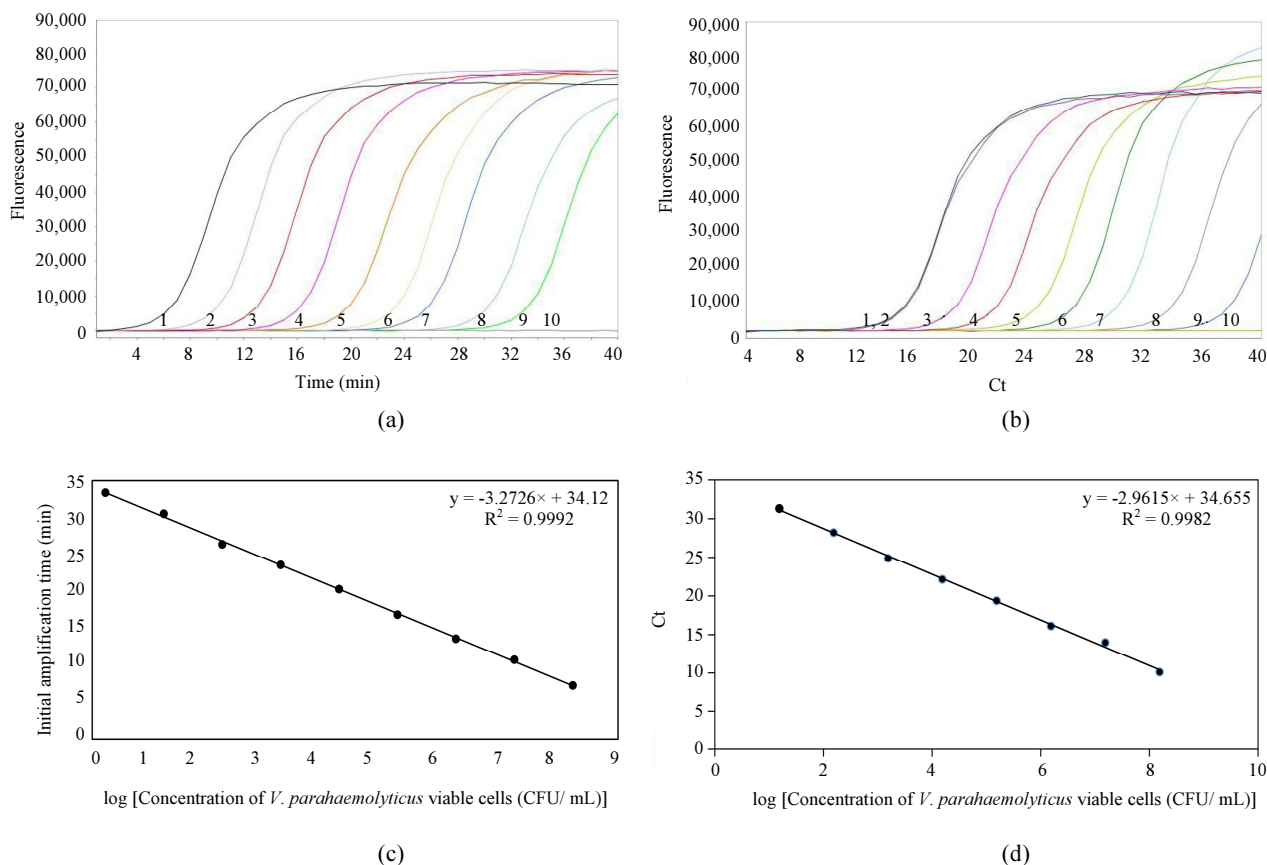 90,000
80,000
70,000
60,000
50,000
40,000
30,000
20,000
10,000
0
Fluorescence
1 2 3 4 5 6 7 8 9 10
4 8 12 16 20 24 28 32 36 40
Time (min)
(a)
90,000
80,000
70,000
60,000
50,000
40,000
30,000
20,000
10,000
0
Fluorescence
1, 2 3 4 5 6 7 8 9 10
4 8 12 16 20 24 28 32 36 40
Ct
(b)
35
30
25
20
15
10
5
0
Initial amplification time (min)
y = -3.2726× + 34.12
R² = 0.9992
0 1 2 3 4 5 6 7 8 9
log [Concentration of V. parahaemolyticus viable cells (CFU/ mL)]
(c)
35
30
25
20
15
10
5
0
Ct
y = -2.9615× + 34.655
R² = 0.9982
0 2 4 6 8 10
log [Concentration of V. parahaemolyticus viable cells (CFU/ mL)]
(d)